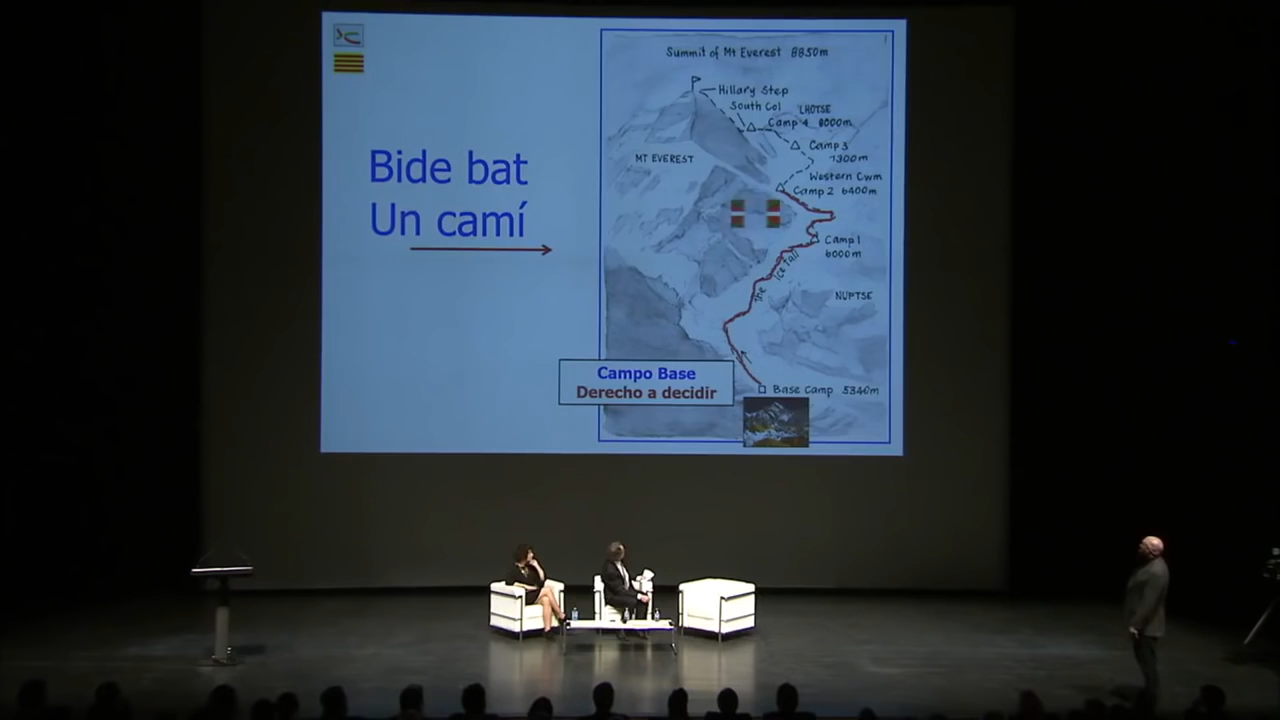 Bide bat
Un camí
Summit of Mt Everest 8850m
Hillary Step
South Col
LHOTSE
Camp 4 8000m
MT EVEREST
Camp 3
7300m
Western Cwm
Camp 2 6400m
Camp 1
6000m
The Ice fall
NUPTSE
Campo Base
Derecho a decidir
Base Camp 5340m